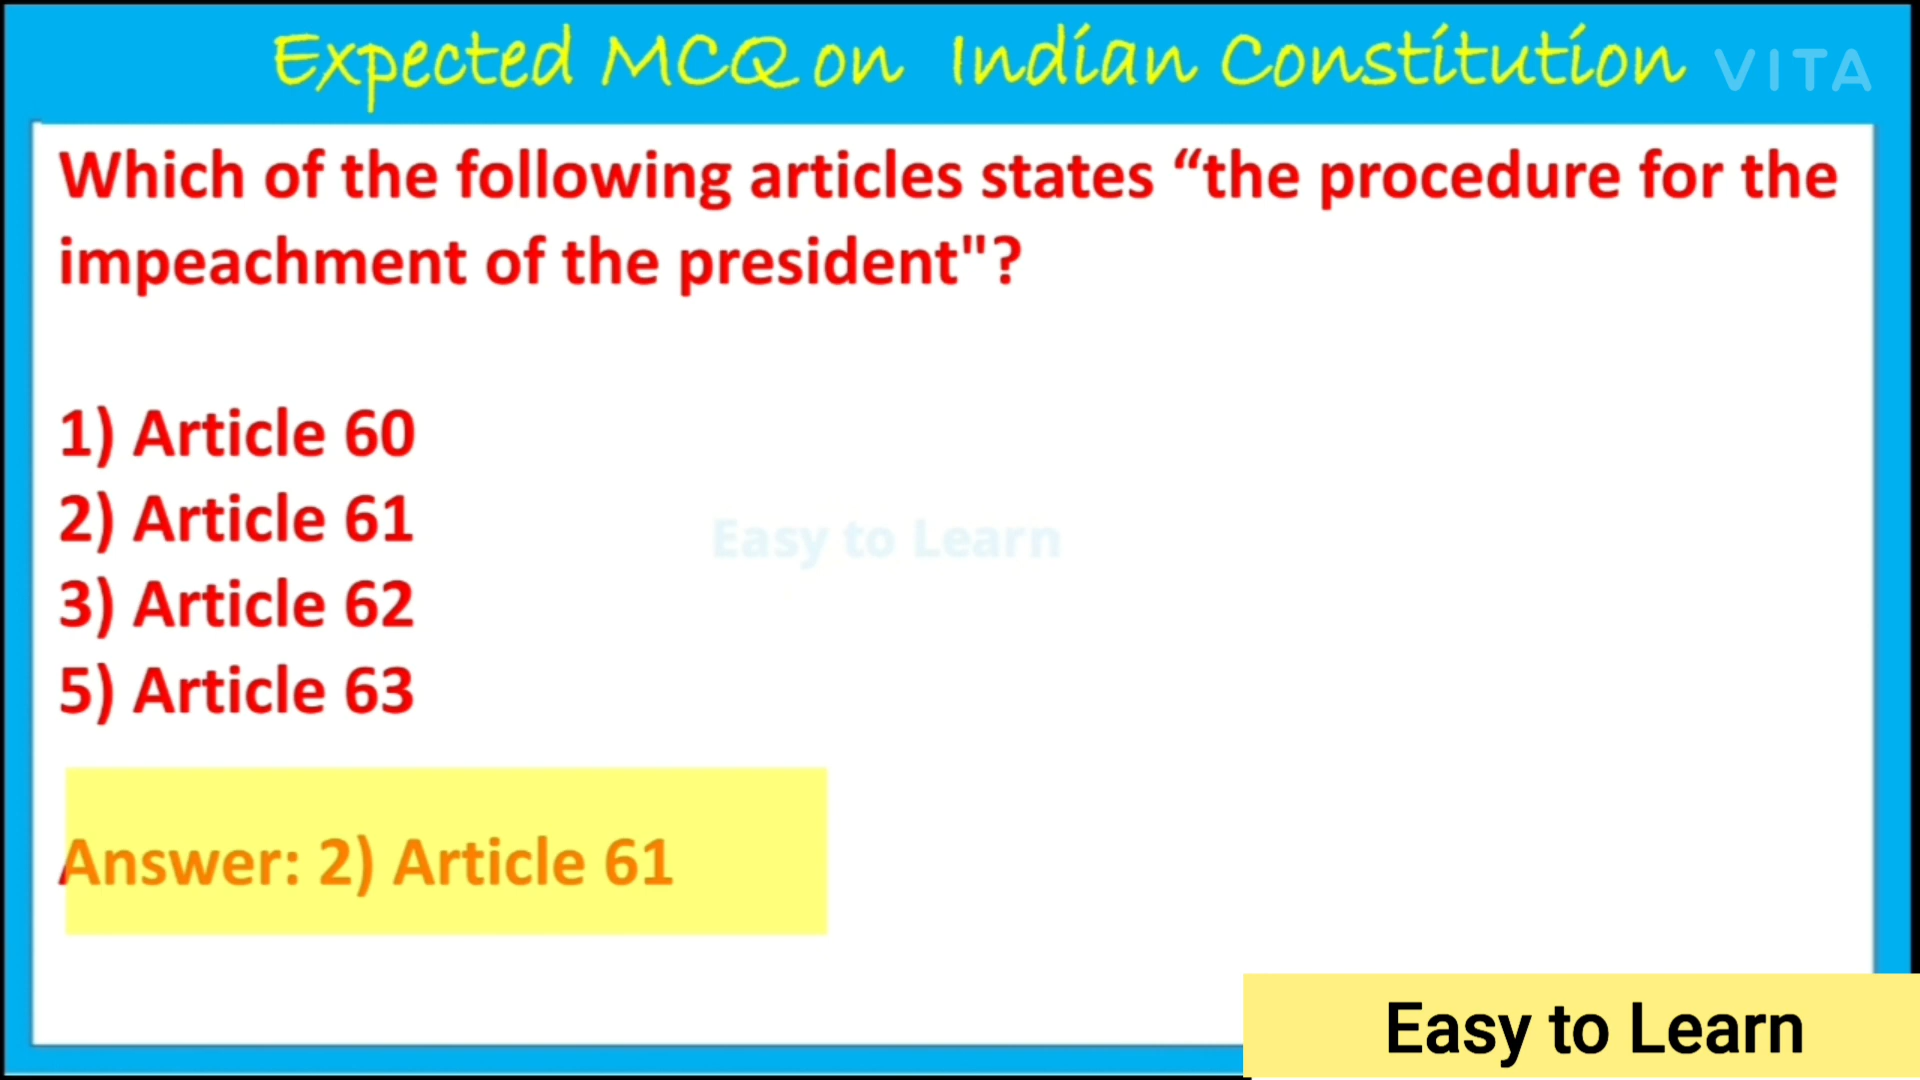 Expected MCQ on Indian Constitution
VITA
Which of the following articles states “the procedure for the
impeachment of the president"?
1) Article 60
2) Article 61
3) Article 62
5) Article 63
Easy to Learn
Answer: 2) Article 61
Easy to Learn